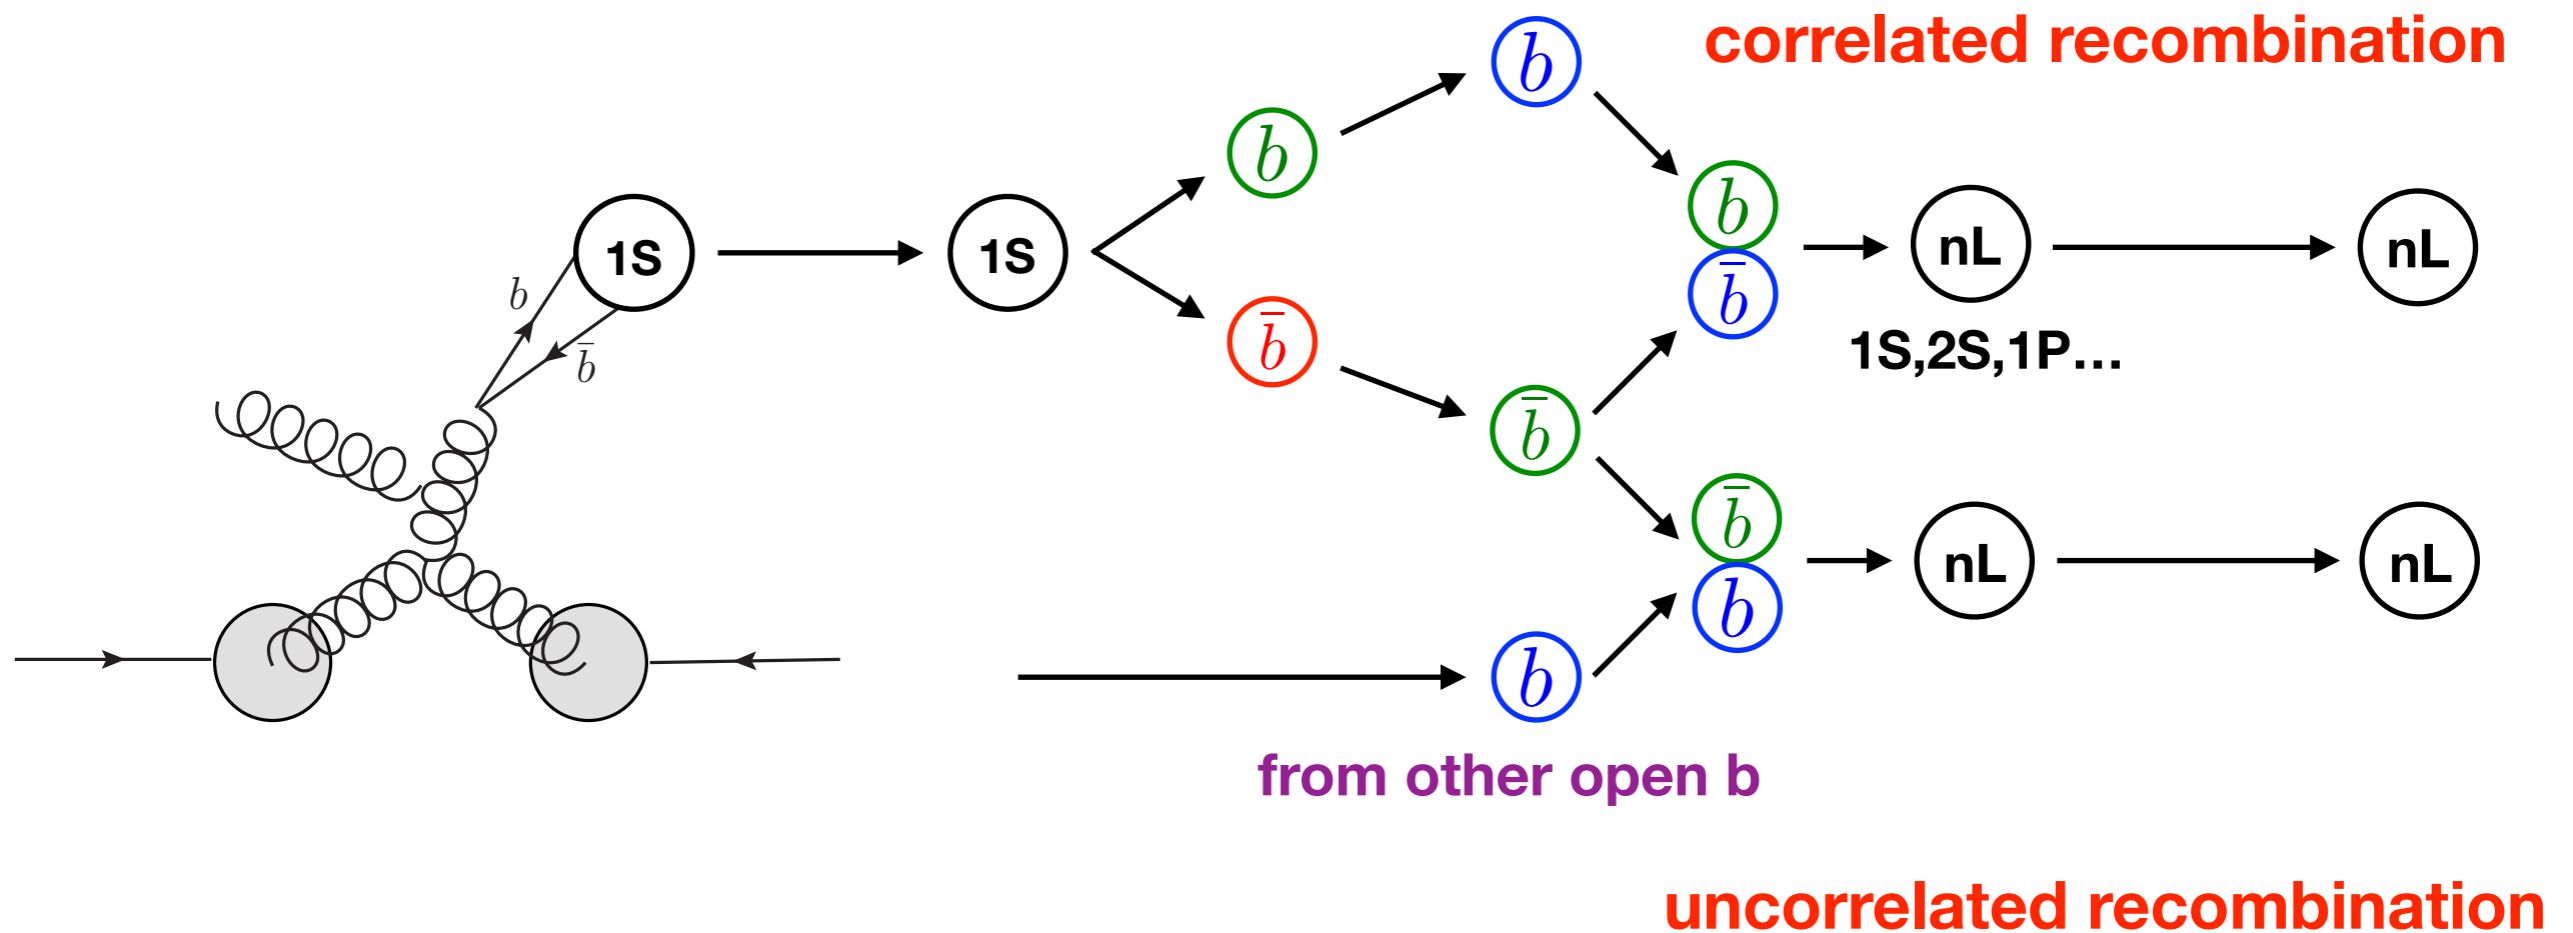 correlated recombination
b
b
b
1S
1S
nL
nL
b
b̄
b̄
b̄
1S,2S,1P...
b̄
b̄
nL
nL
b
b
from other open b
uncorrelated recombination